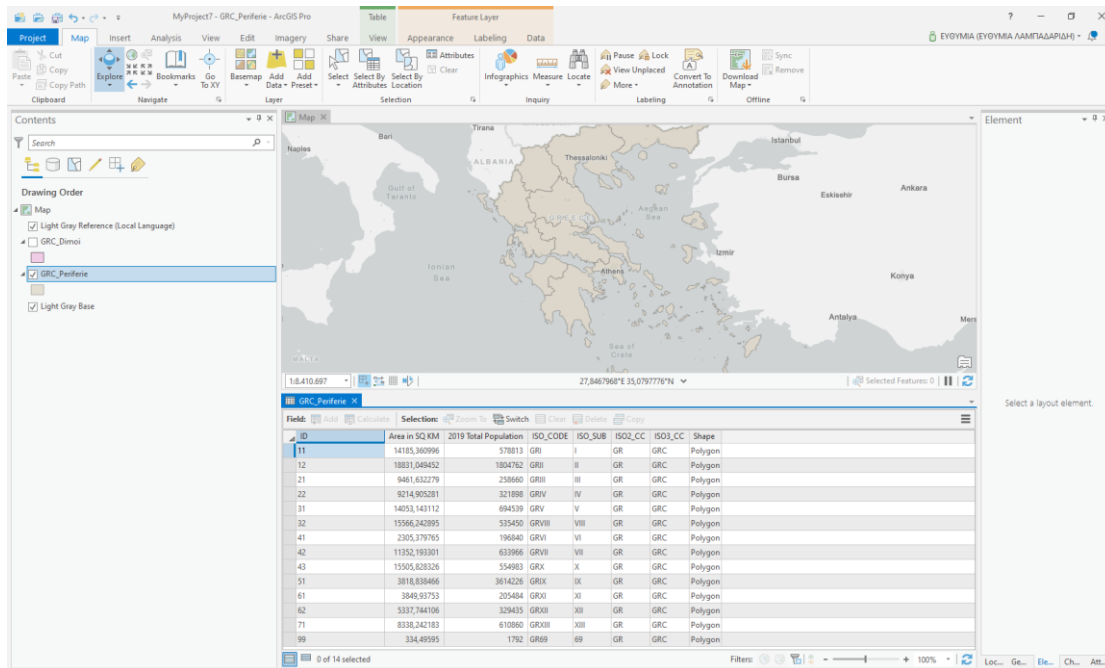 MyProject7 - GRC_Periferie - ArcGIS Pro
Table
Feature Layer
?
Project Map Insert Analysis View Edit Imagery Share View Appearance Labeling Data
ΕΥΘΥΜΙΑ (ΕΥΘΥΜΙΑ ΛΑΜΠΑΔΑΡΙΔΗ)
Paste
Cut
Copy
Copy Path
Explore
Bookmarks
Go To XY
Basemap
Add Data
Add Preset
Select
Select By Attributes
Select By Location
Attributes
Clear
Infographics
Measure
Locate
Pause
Lock
View Unplaced
More
Convert To Annotation
Download Map
Sync
Remove
Clipboard
Navigate
Layer
Selection
Inquiry
Labeling
Offline
Contents
Search
Drawing Order
Map
Light Gray Reference (Local Language)
GRC_Dimoi
GRC_Periferie
Light Gray Base
Map
Naples
Bari
Tirana
ALBANIA
Thessaloniki
Istanbul
Bursa
Eskisehir
Ankara
Gulf of Taranto
GREECE
Aegean Sea
Izmir
Ionian Sea
Athens
Konya
Antalya
Mers
MALTA
Sea of Crete
1:8.410.697
27,8467968°E 35,0797776°N
Selected Features: 0
GRC_Periferie
Field: Add Calculate Selection: Zoom To Switch Clear Delete Copy
ID Area in SQ KM 2019 Total Population ISO_CODE ISO_SUB ISO2_CC ISO3_CC Shape
11 14185,360996 578813 GRI I GR GRC Polygon
12 18831,049452 1804762 GRII II GR GRC Polygon
21 9461,632279 258660 GRIII III GR GRC Polygon
22 9214,905281 321898 GRIV IV GR GRC Polygon
31 14053,143112 694539 GRV V GR GRC Polygon
32 15566,242895 535450 GRVIII VIII GR GRC Polygon
41 2305,379765 196840 GRVI VI GR GRC Polygon
42 11352,193301 633966 GRVII VII GR GRC Polygon
43 15505,828326 554983 GRX X GR GRC Polygon
51 3818,838466 3614226 GRIX IX GR GRC Polygon
61 3849,93753 205484 GRXI XI GR GRC Polygon
62 5337,744106 329435 GRXII XII GR GRC Polygon
71 8338,242183 610860 GRXIII XIII GR GRC Polygon
99 334,49595 1792 GR69 69 GR GRC Polygon
0 of 14 selected
Filters:
100%
Element
Select a layout element.
Loc... Ge... Ele... Ch... Att...